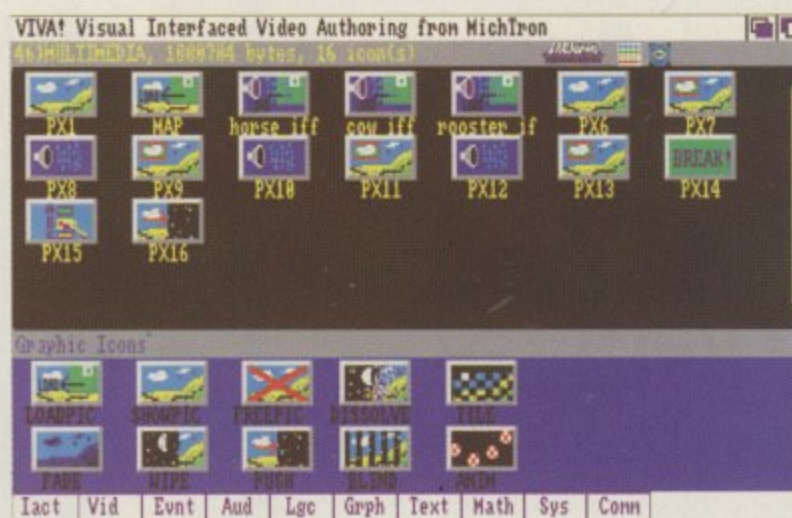 VIVA! Visual Interfaced Video Authoring from MichTron
46)MULTIMEDIA, 1080704 bytes, 16 icon(s)
PX1 MAP horse iff cow iff rooster if PX6 PX7
BREAK!
PX8 PX9 PX10 PX11 PX12 PX13 PX14
PX15 PX16
Graphic Icons
LOADPIC SHOWPIC FREEPIC DISSOLVE TILE
FADE WIPE PUSH BLIND ANIM
Iact Vid Evnt Aud Lgc Grph Text Math Sys Comm